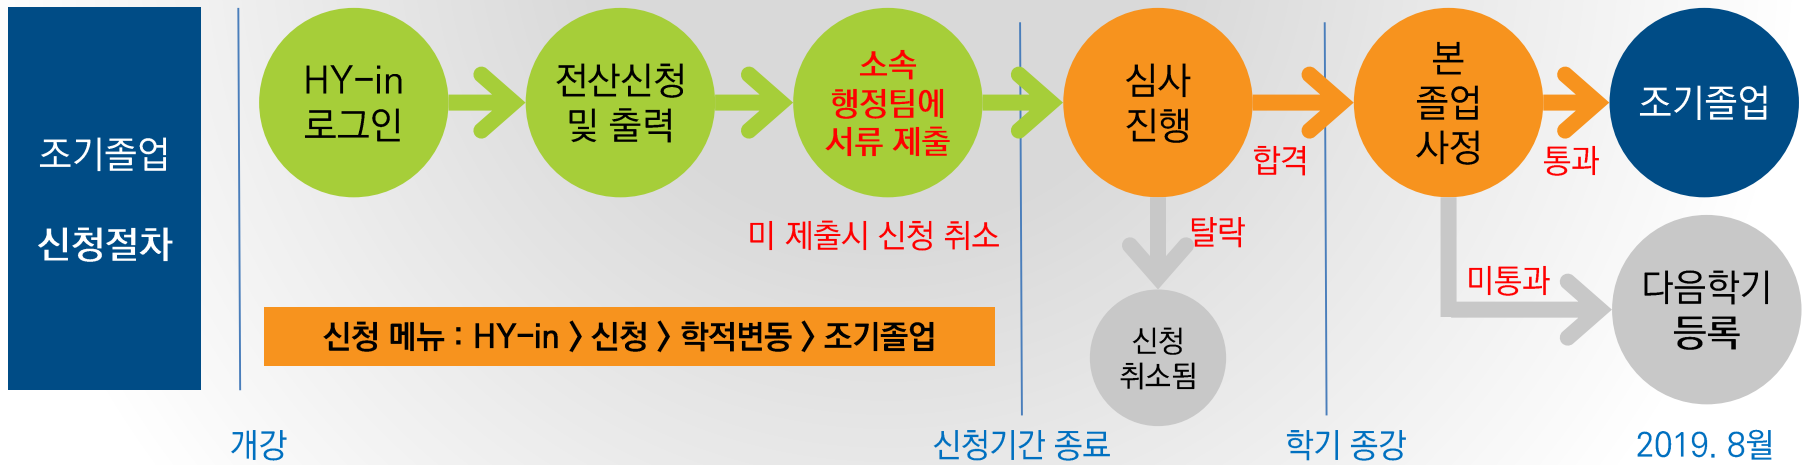 조기졸업
신청절차
HY-in
로그인
전산신청
및 출력
소속
행정팀에
서류 제출
심사
진행
합격
본
졸업
사정
통과
조기졸업
미 제출시 신청 취소
탈락
미통과
다음학기
등록
신청
취소됨
신청 메뉴 : HY-in > 신청 > 학적변동 > 조기졸업
개강
신청기간 종료
학기 종강
2019. 8월